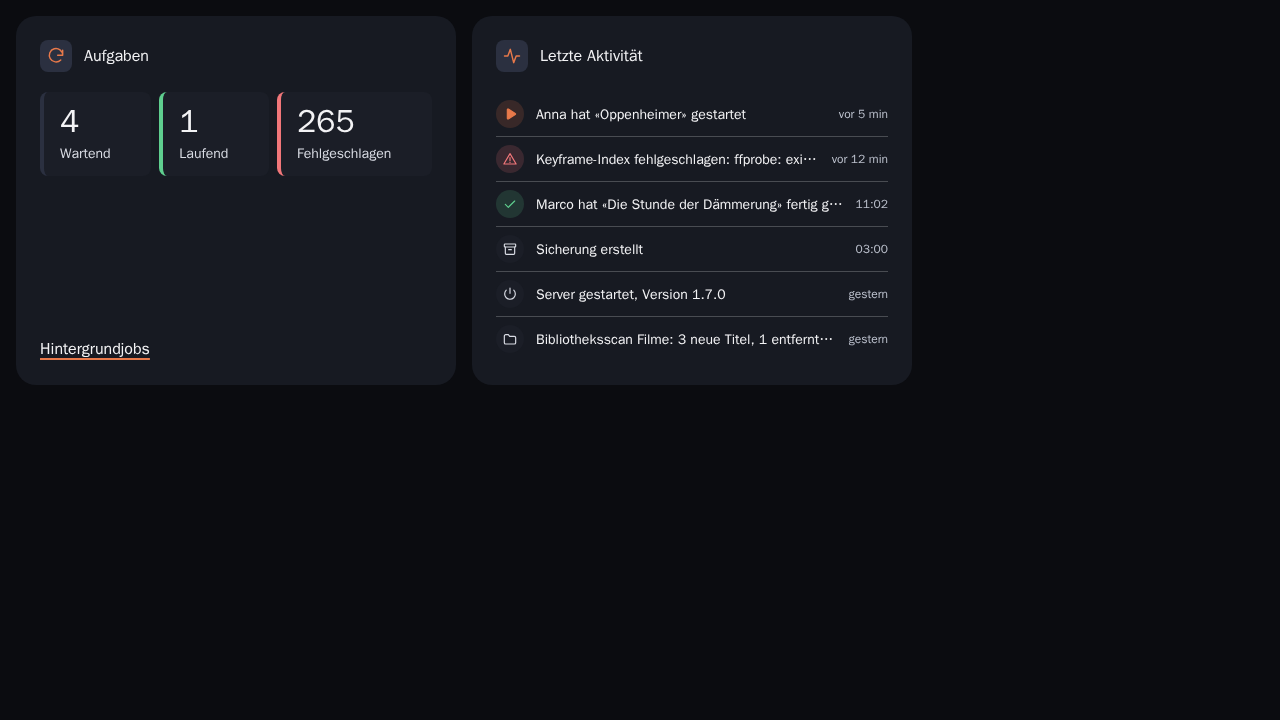 Aufgaben
4
Wartend
1
Laufend
265
Fehlgeschlagen
Hintergrundjobs
Letzte Aktivität
Anna hat «Oppenheimer» gestartet vor 5 min
Keyframe-Index fehlgeschlagen: ffprobe: exi… vor 12 min
Marco hat «Die Stunde der Dämmerung» fertig g… 11:02
Sicherung erstellt 03:00
Server gestartet, Version 1.7.0 gestern
Bibliotheksscan Filme: 3 neue Titel, 1 entfernt… gestern